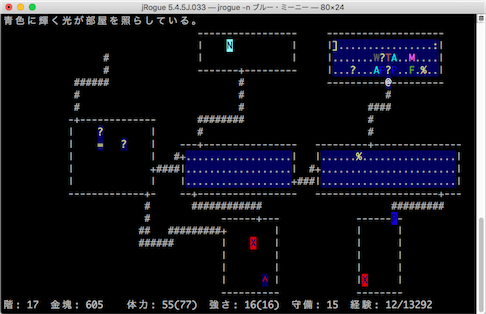 jRogue 5.4.5J.033 — jrogue -n ブルー・ミーニー — 80×24
青色に輝く光が部屋を照らしている。
N
]
:
W?TA
M
?
A
?
F
%
@
?
=
?
%
X
^
X
階: 17 金塊: 605 体力: 55(77) 強さ: 16(16) 守備: 15 経験: 12/13292